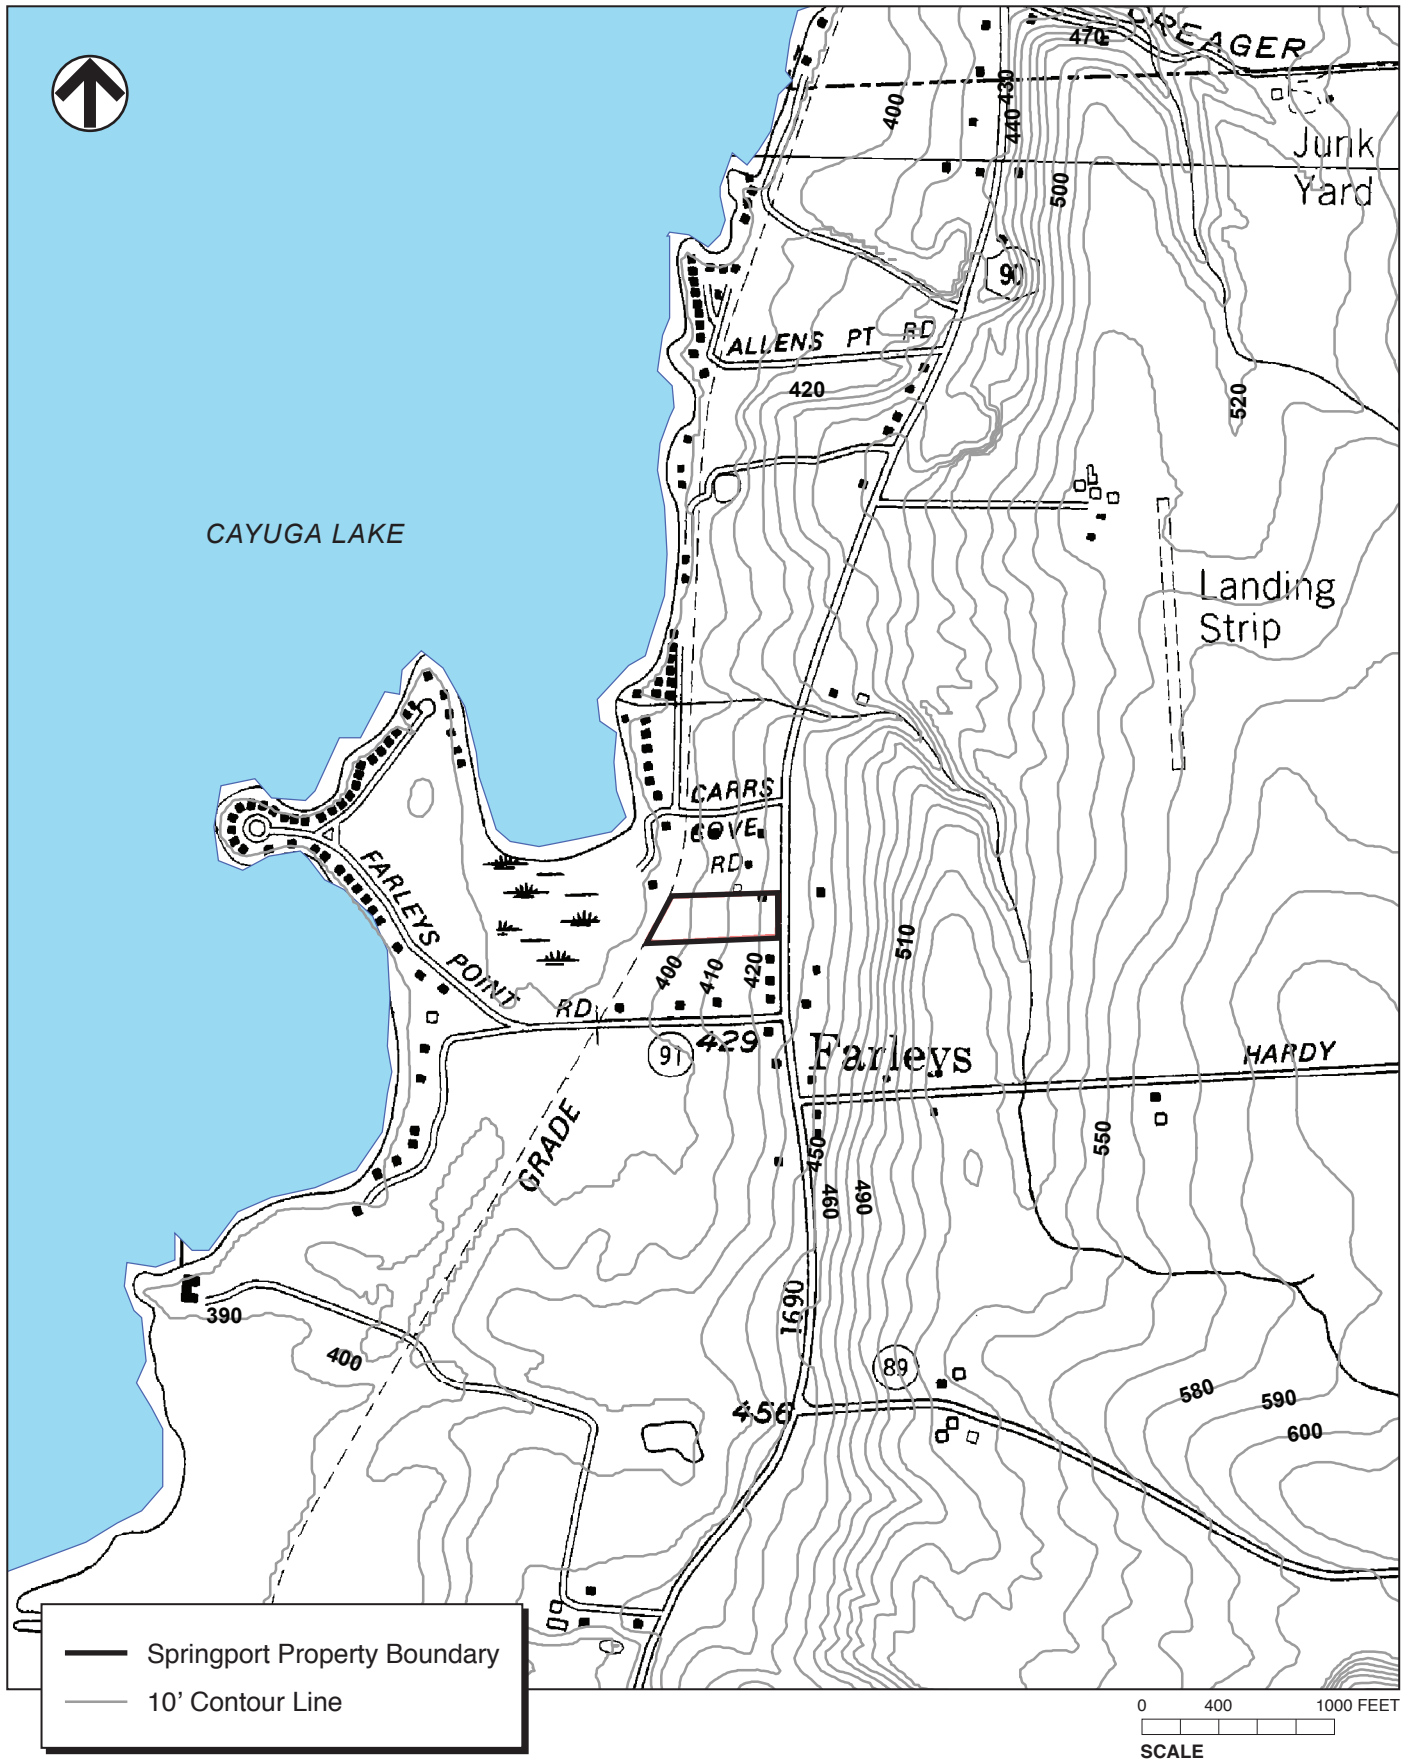 CREAGER
470
400
430
440
Junk
Yard
500
90
ALLENS PT RD
420
520
CAYUGA LAKE
Landing
Strip
CARRS
COVE
RD
FARLEYS POINT RD
510
400
410
420
91
429
Farleys
HARDY
GRADE
450
460
490
550
1690
390
400
89
456
580
590
600
Springport Property Boundary
10' Contour Line
0 400 1000 FEET
SCALE